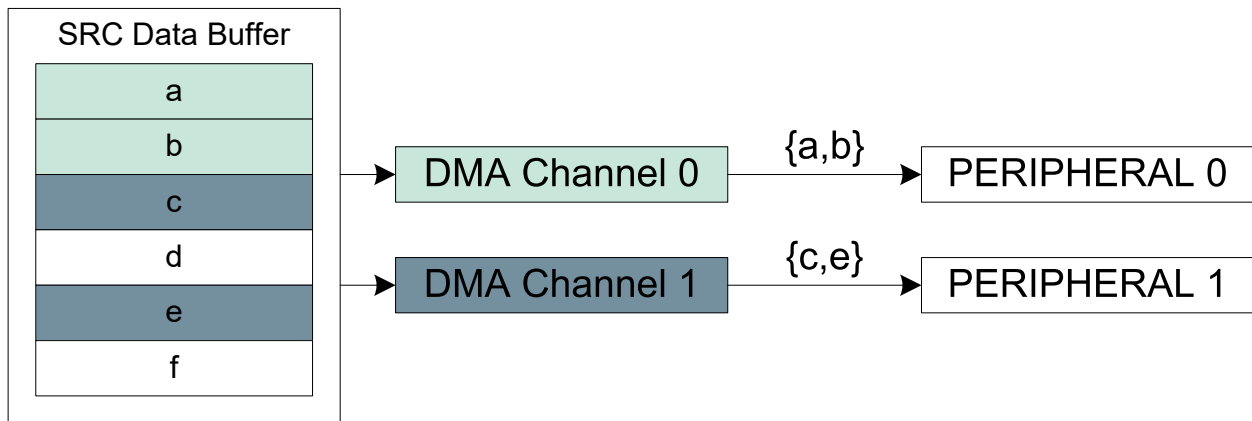 SRC Data Buffer
a
b
c
d
e
f
DMA Channel 0
{a,b}
PERIPHERAL 0
DMA Channel 1
{c,e}
PERIPHERAL 1